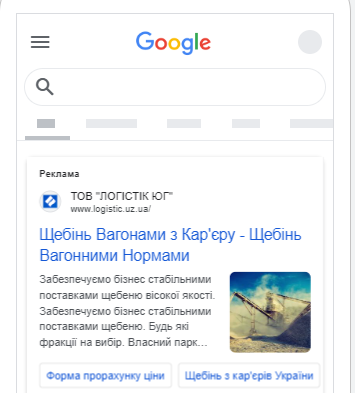 Google
Реклама
ТОВ "ЛОГІСТІК ЮГ"
www.logistic.uz.ua/
Щебінь Вагонами з Кар'єру - Щебінь
Вагонними Нормами
Забезпечуємо бізнес стабільними
поставками щебеню вісокої якості.
Забезпечуємо бізнес стабільними
поставками щебеню. Будь які
фракції на вибір. Власний парк...
Форма прорахунку ціни
Щебінь з кар'єрів України